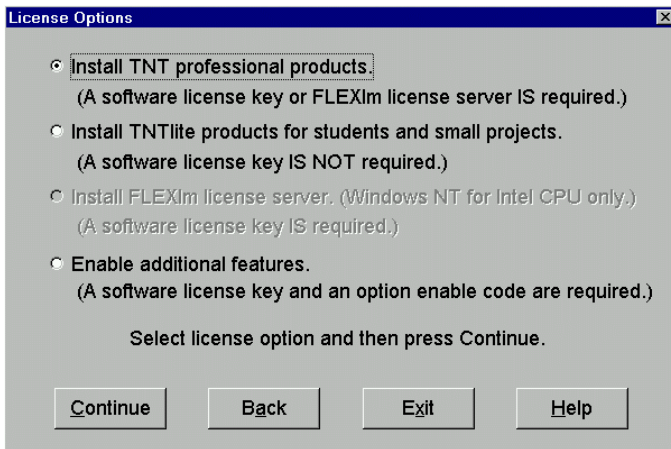 License Options
Install TNT professional products.
(A software license key or FLEXlm license server IS required.)
Install TNTlite products for students and small projects.
(A software license key IS NOT required.)
Install FLEXlm license server. (Windows NT for Intel CPU only.)
(A software license key IS required.)
Enable additional features.
(A software license key and an option enable code are required.)
Select license option and then press Continue.
Continue Back Exit Help